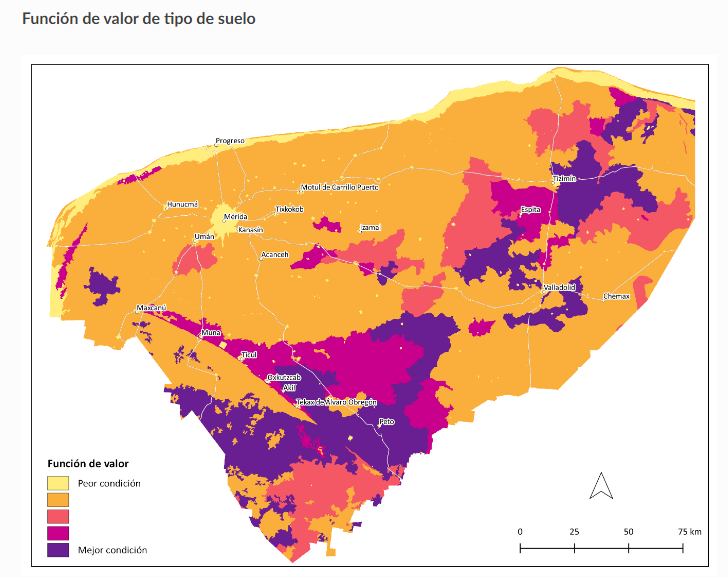 Función de valor de tipo de suelo
Progreso
Motul de Carrillo Puerto
Tizimín
Hunucmá
Tixkokob
Espita
Mérida
Kanasín
Izamal
Umán
Acanceh
Valladolid
Chemax
Maxcanú
Muna
Ticul
Oxkutzcab
Akil
Tekax de Álvaro Obregón
Peto
Función de valor
Peor condición
Mejor condición
0 25 50 75 km